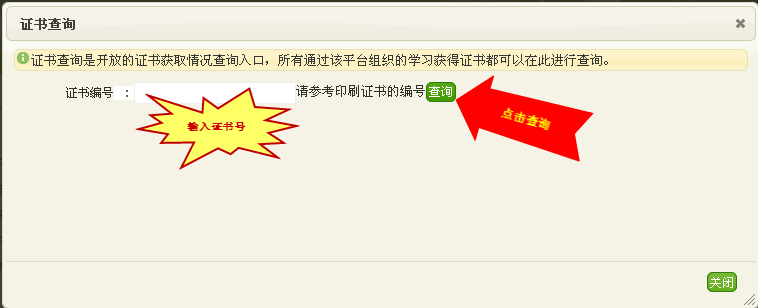 证书查询
证书查询是开放的证书获取情况查询入口，所有通过该平台组织的学习获得证书都可以在此进行查询。
证书编号 ： 请参考印刷证书的编号 查询
输入证书号
点击查询
关闭